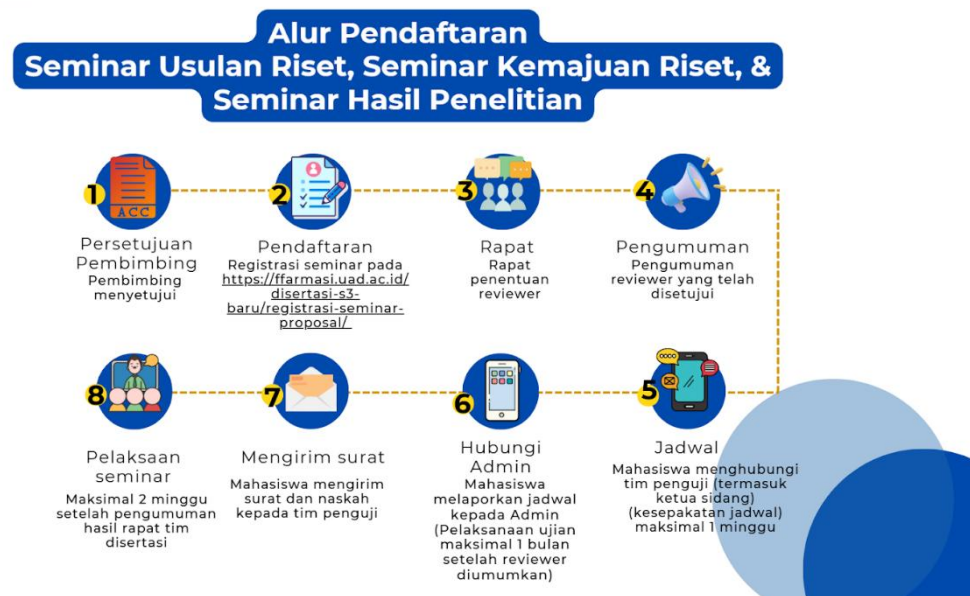 Alur Pendaftaran
Seminar Usulan Riset, Seminar Kemajuan Riset, &
Seminar Hasil Penelitian
1
ACC
Persetujuan
Pembimbing
Pembimbing
menyetujui
2
Pendaftaran
Registrasi seminar pada
https://ffarmasi.uad.ac.id/
disertasi-s3-
baru/registrasi-seminar-
proposal/
3
Rapat
Rapat
penentuan
reviewer
4
Pengumuman
Pengumuman
reviewer yang telah
disetujui
8
Pelaksaan
seminar
Maksimal 2 minggu
setelah pengumuman
hasil rapat tim
disertasi
7
Mengirim surat
Mahasiswa mengirim
surat dan naskah
kepada tim penguji
6
Hubungi
Admin
Mahasiswa
melaporkan jadwal
kepada Admin
(Pelaksanaan ujian
maksimal 1 bulan
setelah reviewer
diumumkan)
5
Jadwal
Mahasiswa menghubungi
tim penguji (termasuk
ketua sidang)
(kesepakatan jadwal)
maksimal 1 minggu